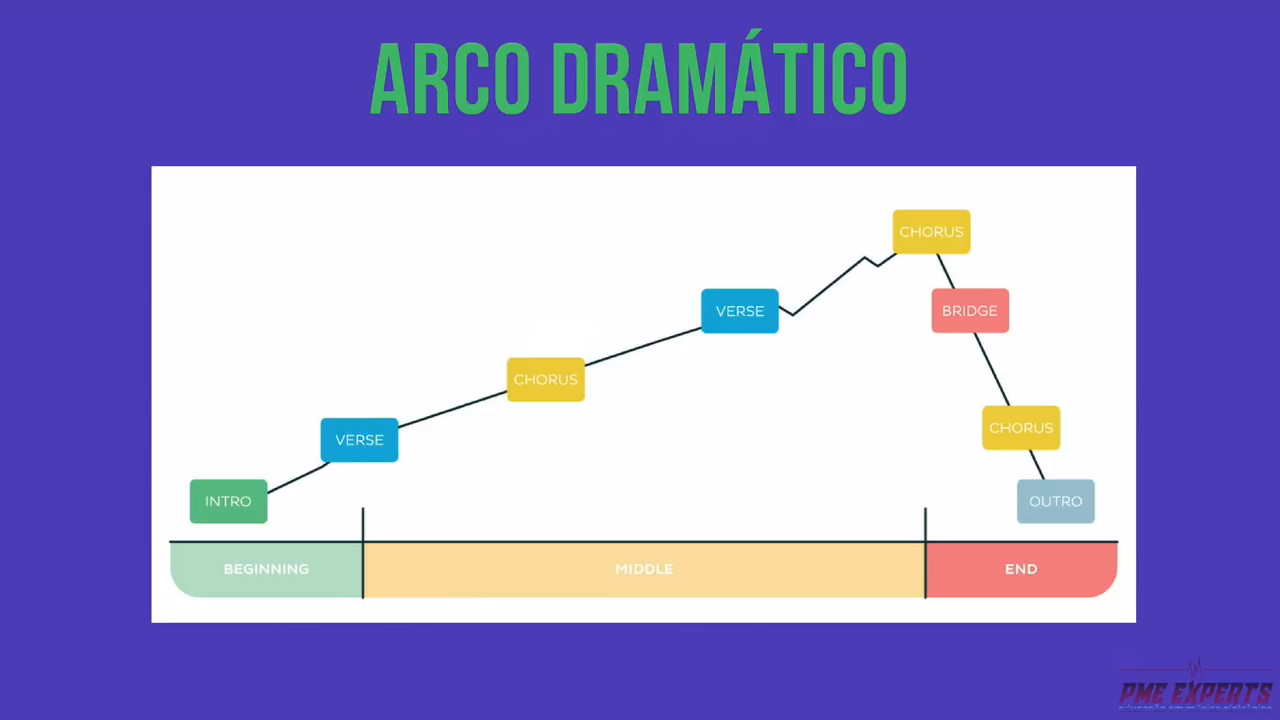 ARCO DRAMÁTICO
CHORUS
VERSE
BRIDGE
CHORUS
VERSE
CHORUS
INTRO
OUTRO
BEGINNING
MIDDLE
END
PME EXPERTS